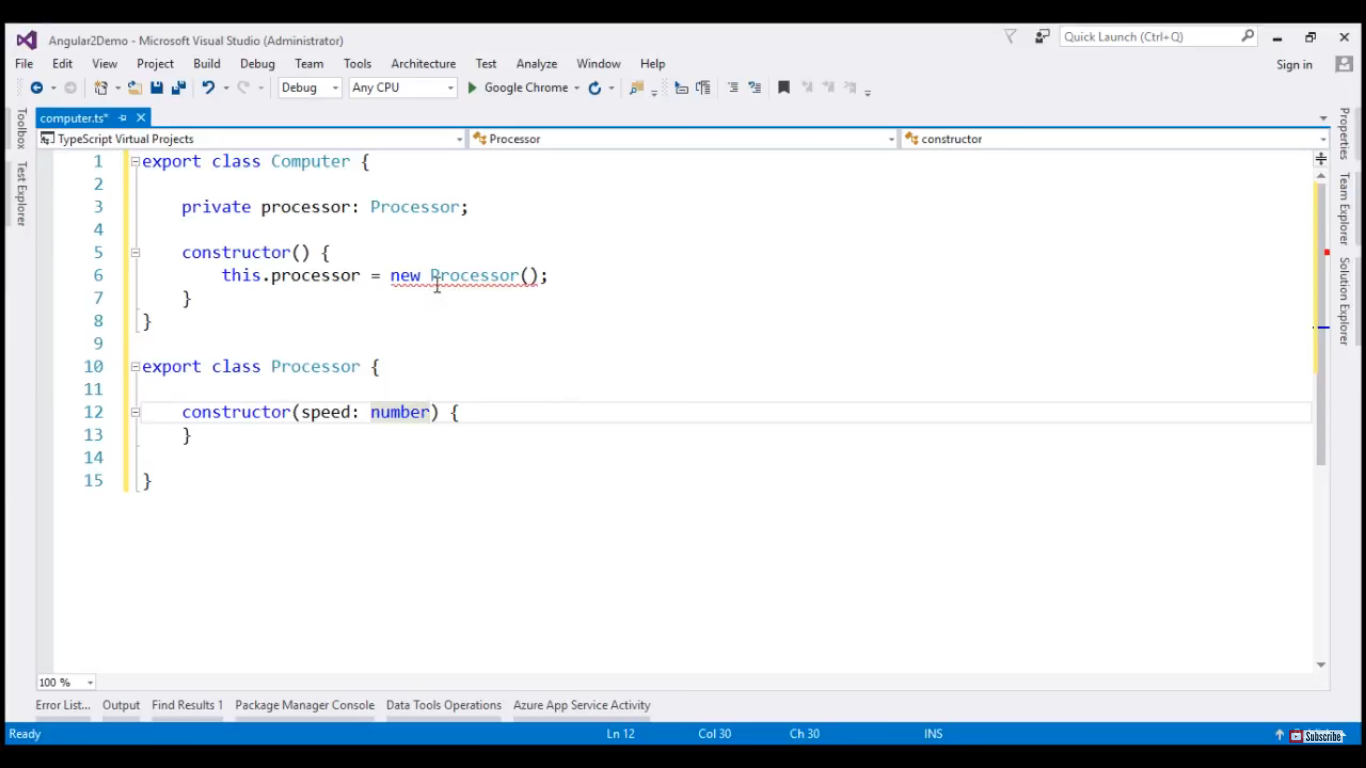 Angular2Demo - Microsoft Visual Studio (Administrator)
Quick Launch (Ctrl+Q)
File Edit View Project Build Debug Team Tools Architecture Test Analyze Window Help
Sign in
Debug Any CPU Google Chrome
Toolbox
Test Explorer
computer.ts*
TypeScript Virtual Projects Processor constructor
1 export class Computer {
2
3 private processor: Processor;
4
5 constructor() {
6 this.processor = new Processor();
7 }
8 }
9
10 export class Processor {
11
12 constructor(speed: number) {
13 }
14
15 }
Properties
Team Explorer
Solution Explorer
100 %
Error List... Output Find Results 1 Package Manager Console Data Tools Operations Azure App Service Activity
Ready Ln 12 Col 30 Ch 30 INS
Subscribe